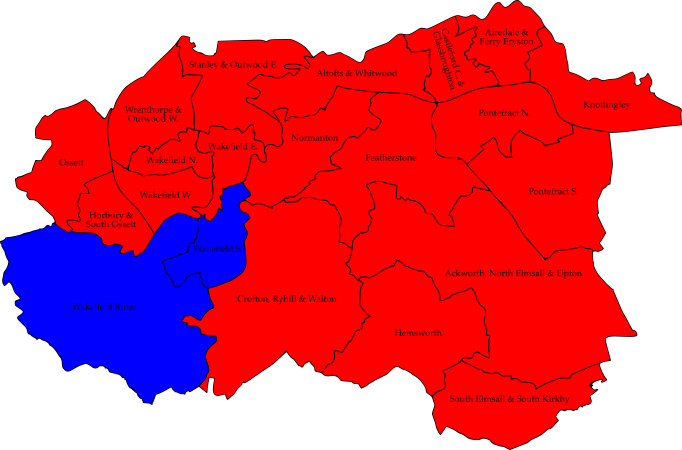 Airedale &
Ferry Fryston
Castleford C. &
Glasshoughton
Stanley & Outwood E.
Altofts & Whitwood
Knottingley
Wrenthorpe &
Outwood W.
Pontefract N.
Normanton
Wakefield E.
Featherstone
Ossett
Wakefield N.
Wakefield W.
Pontefract S.
Horbury &
South Ossett
Wakefield S.
Ackworth, North Elmsall & Upton
Crofton, Ryhill & Walton
Wakefield Rural
Hemsworth
South Elmsall & South Kirkby